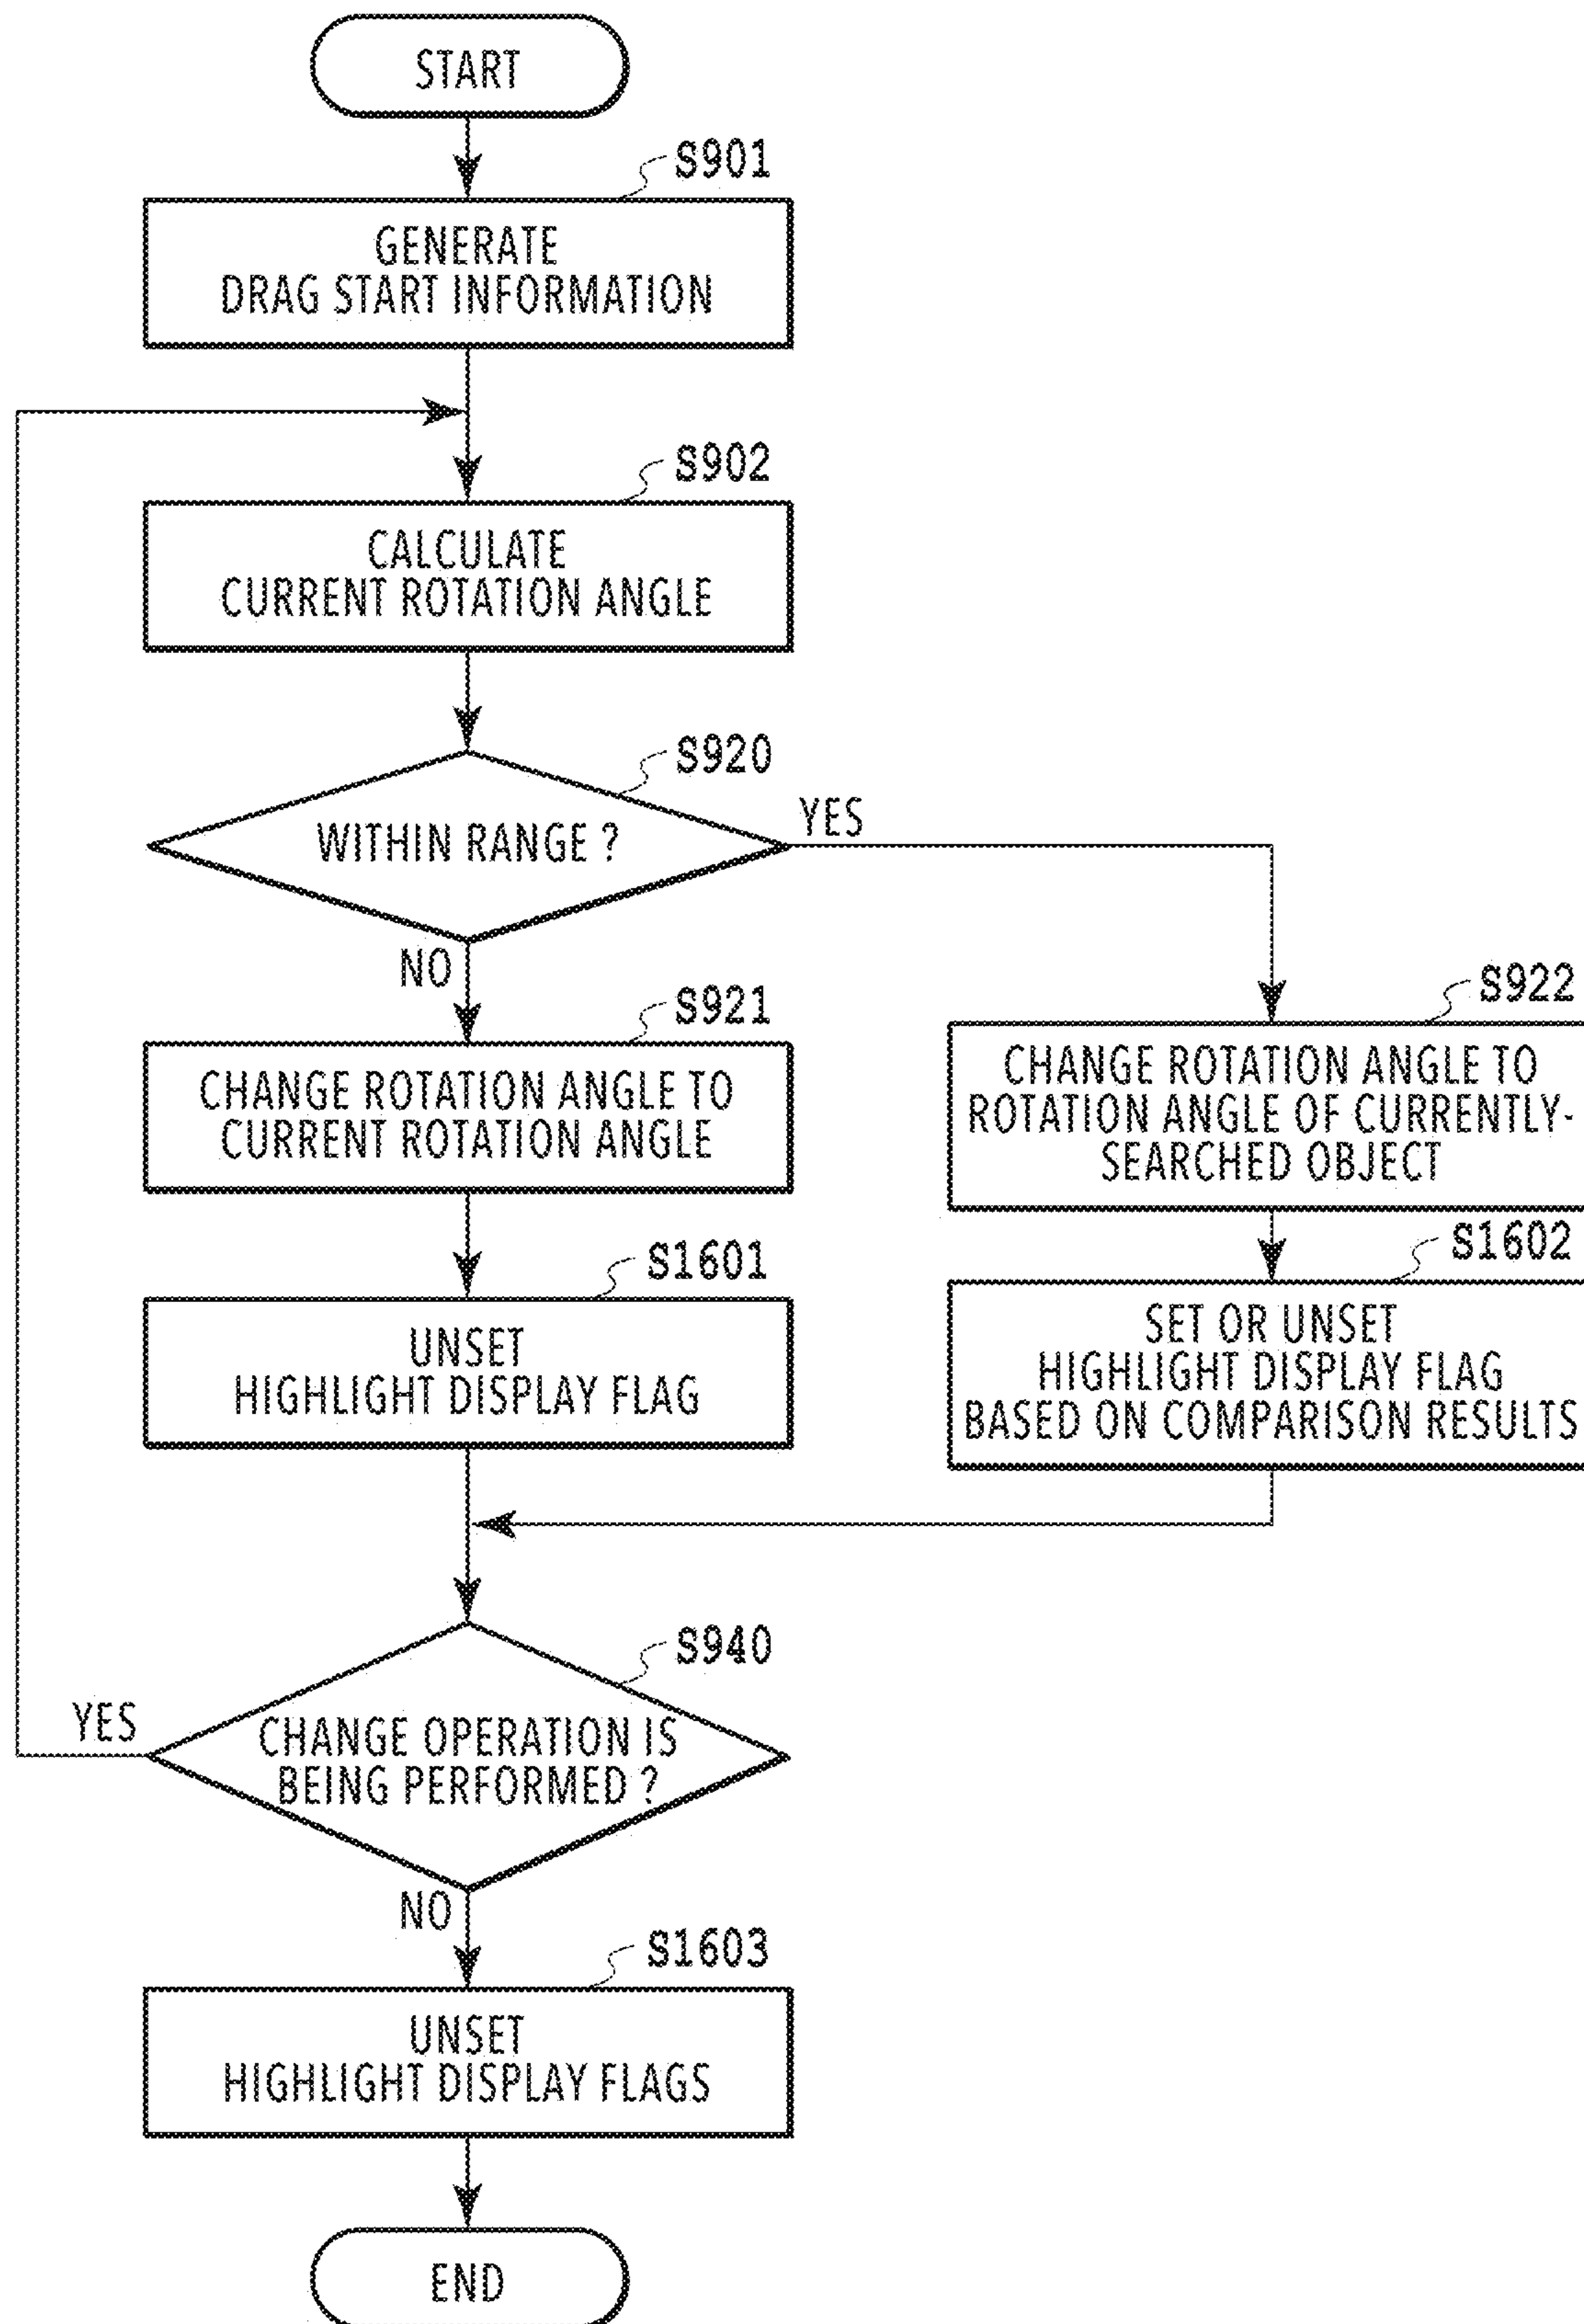 START
S901
GENERATE
DRAG START INFORMATION
S902
CALCULATE
CURRENT ROTATION ANGLE
S920
WITHIN RANGE ?
YES
NO
S921
CHANGE ROTATION ANGLE TO
CURRENT ROTATION ANGLE
S922
CHANGE ROTATION ANGLE TO
ROTATION ANGLE OF CURRENTLY-
SEARCHED OBJECT
S1601
UNSET
HIGHLIGHT DISPLAY FLAG
S1602
SET OR UNSET
HIGHLIGHT DISPLAY FLAG
BASED ON COMPARISON RESULTS
S940
CHANGE OPERATION IS
BEING PERFORMED ?
YES
NO
S1603
UNSET
HIGHLIGHT DISPLAY FLAGS
END